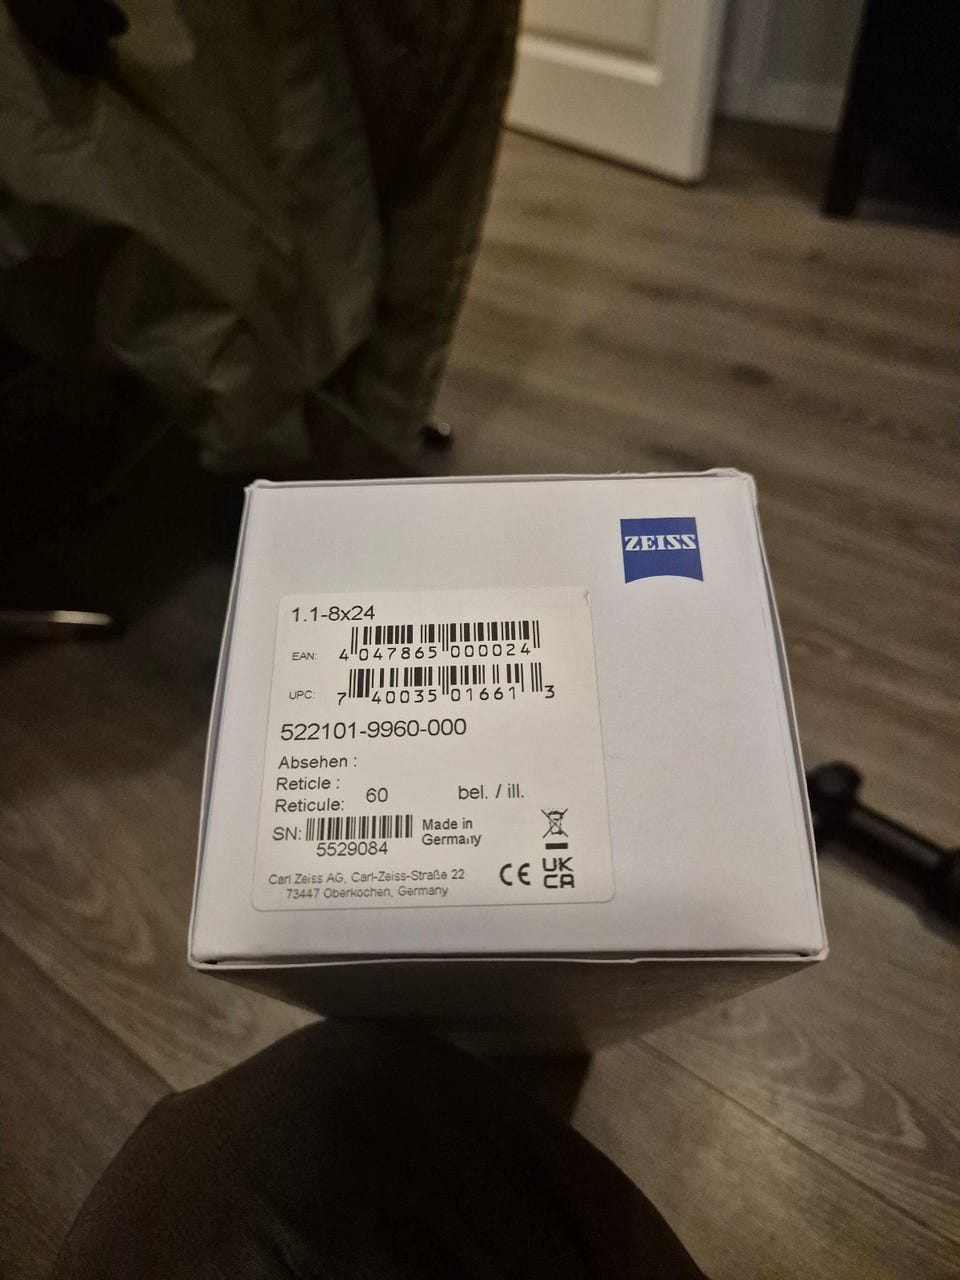 ZEISS
1.1-8x24
EAN: 4 047865 000024
UPC: 7 40035 01661 3
522101-9960-000
Absehen :
Reticle :
Reticule: 60 bel. / ill.
SN: 5529084
Made in
Germany
CE UK
CA
Carl Zeiss AG, Carl-Zeiss-Straße 22
73447 Oberkochen, Germany